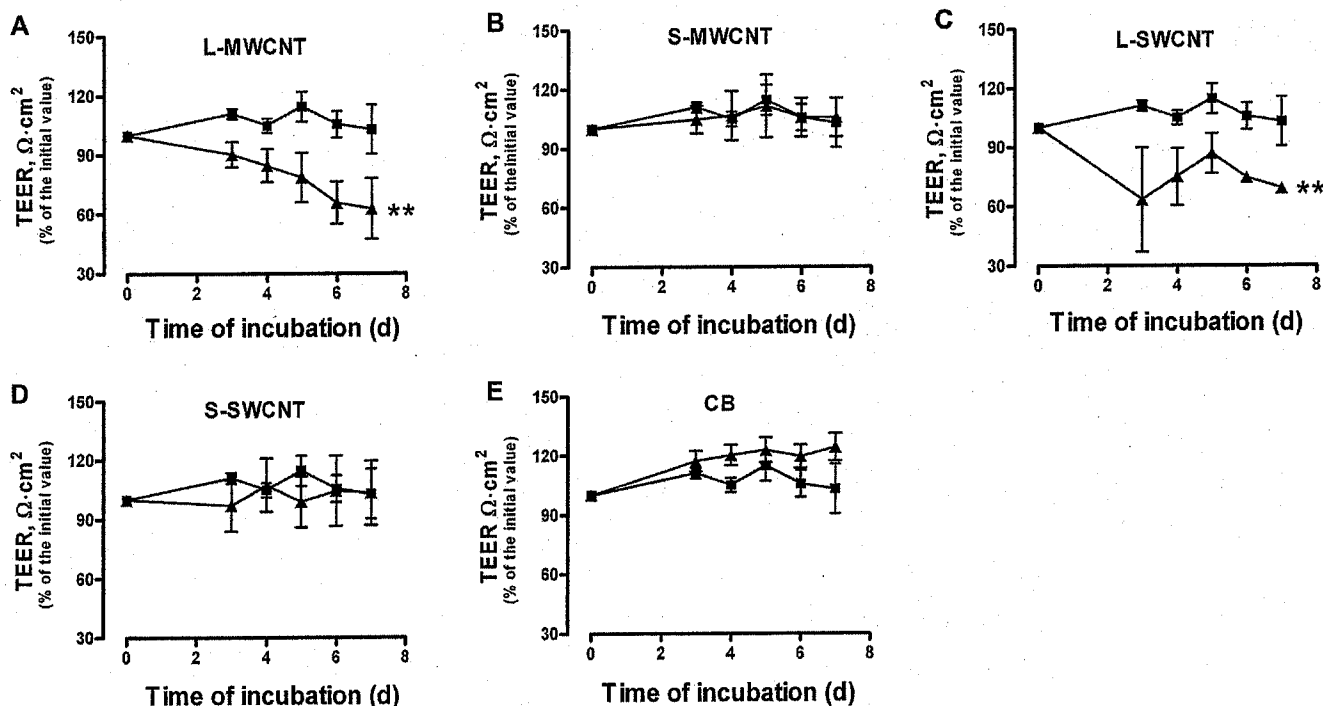 A
L-MWCNT
TEER, Ω·cm²
(% of the initial value)
150
120
90
60
30
0
2
4
6
8
**
Time of incubation (d)
B
S-MWCNT
TEER, Ω·cm²
(% of theihitial value)
150
120
90
60
30
0
2
4
6
8
Time of incubation (d)
C
L-SWCNT
TEER, Ω·cm²
(% of the initial value)
150
120
90
60
30
0
2
4
6
8
**
Time of incubation (d)
D
S-SWCNT
TEER, Ω·cm²
(% of the initial value)
150
120
90
60
30
0
2
4
6
8
Time of incubation (d)
E
CB
TEER Ω·cm²
(% of the initial value)
150
120
90
60
30
0
2
4
6
8
Time of incubation (d)